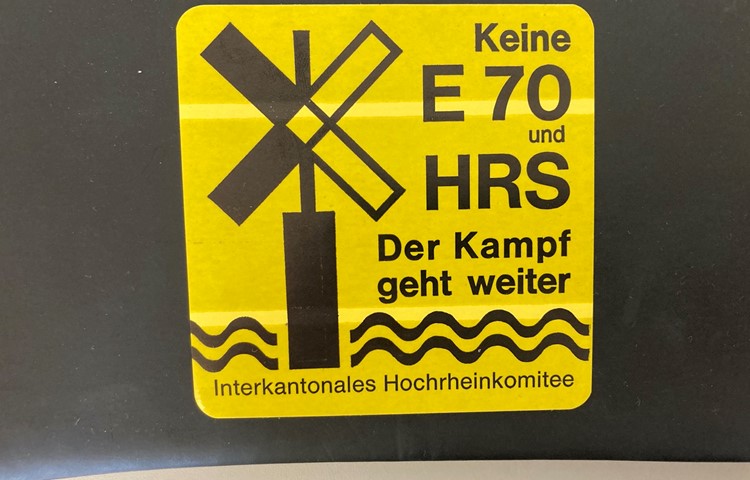 Keine
E 70
und
HRS
Der Kampf
geht weiter
Interkantonales Hochrheinkomitee